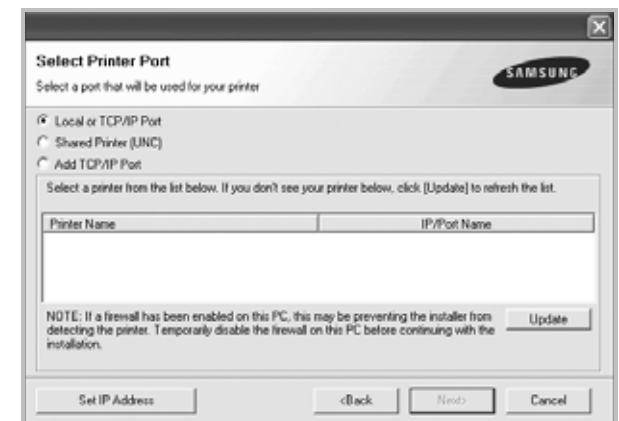 Select Printer Port
Select a port that will be used for your printer
SAMSUNG
Local or TCP/IP Port
Shared Printer (UNC)
Add TCP/IP Port
Select a printer from the list below. If you don't see your printer below, click [Update] to refresh the list.
Printer Name IP/Port Name
NOTE: If a firewall has been enabled on this PC, this may be preventing the installer from
detecting the printer. Temporarily disable the firewall on this PC before continuing with the
installation.
Update
Set IP Address <Back Next> Cancel